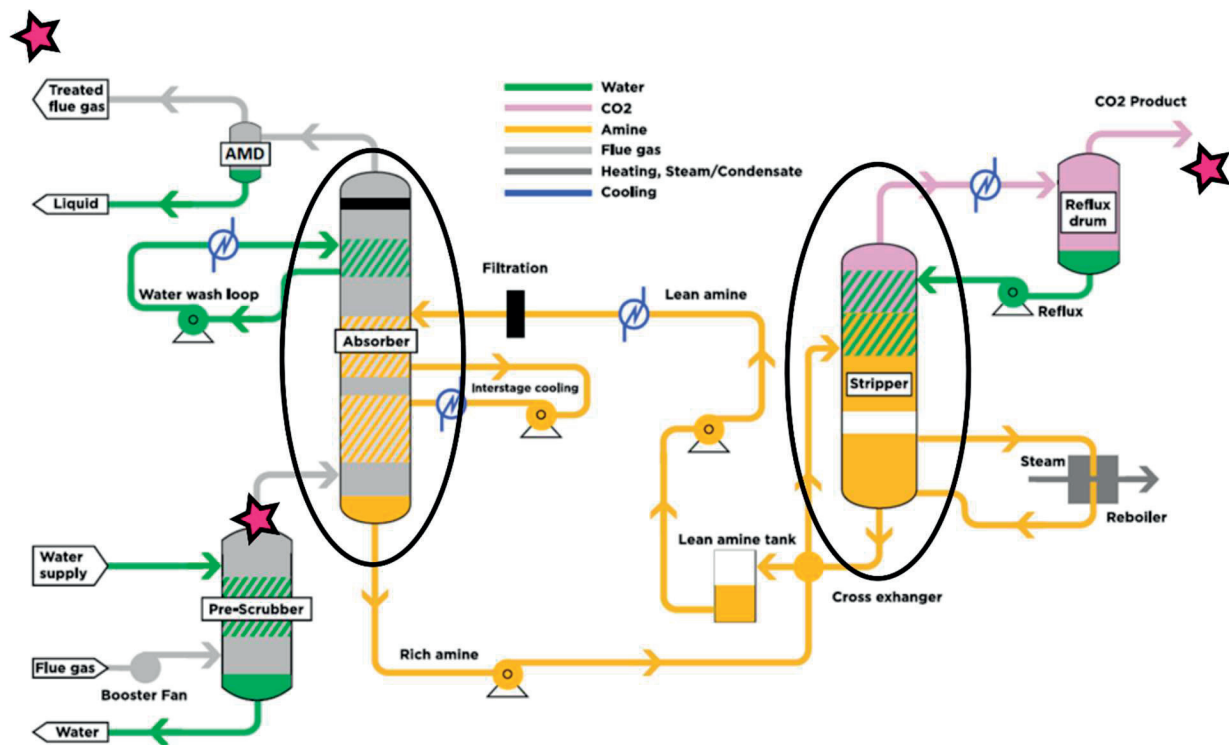 Treated
flue gas
AMD
Liquid
Water wash loop
Water
CO2
Amine
Flue gas
Heating, Steam/Condensate
Cooling
CO2 Product
Reflux
drum
Reflux
Filtration
Lean amine
Absorber
Interstage cooling
Stripper
Steam
Reboiler
Lean amine tank
Cross exhanger
Water
supply
Pre-Scrubber
Flue gas
Booster Fan
Water
Rich amine